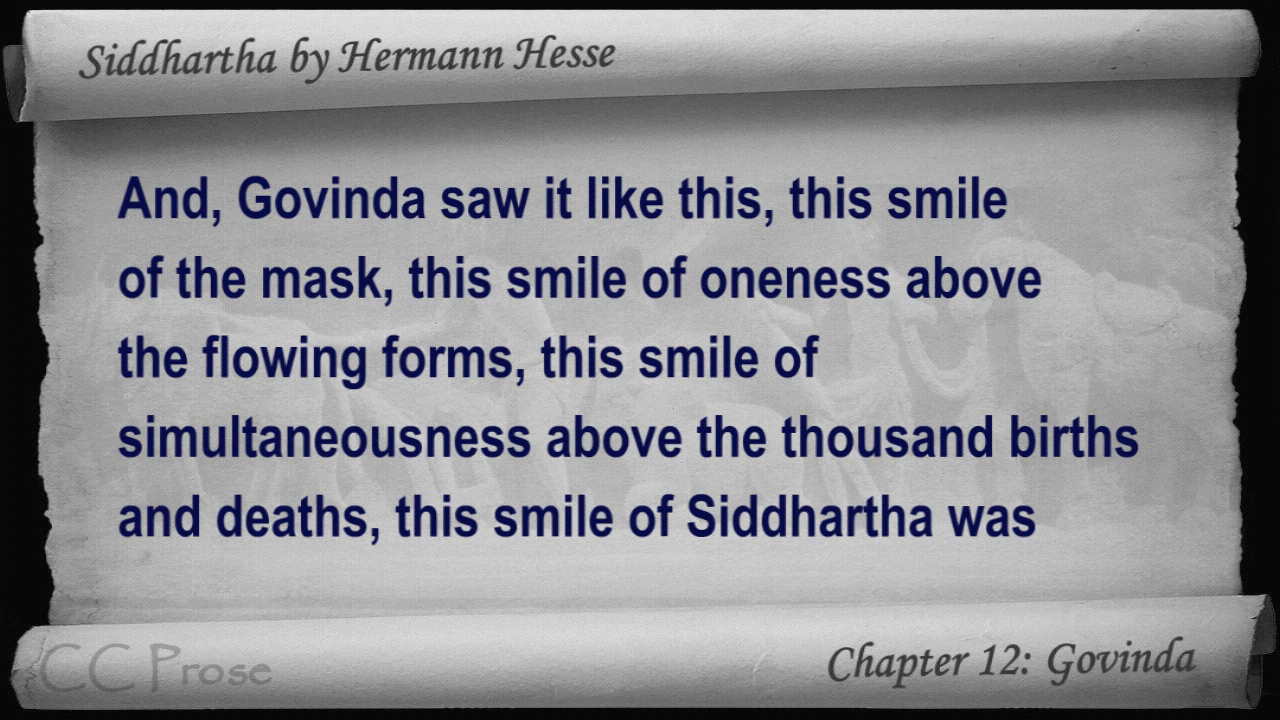 Siddhartha by Hermann Hesse
And, Govinda saw it like this, this smile
of the mask, this smile of oneness above
the flowing forms, this smile of
simultaneousness above the thousand births
and deaths, this smile of Siddhartha was
CC Prose
Chapter 12: Govinda